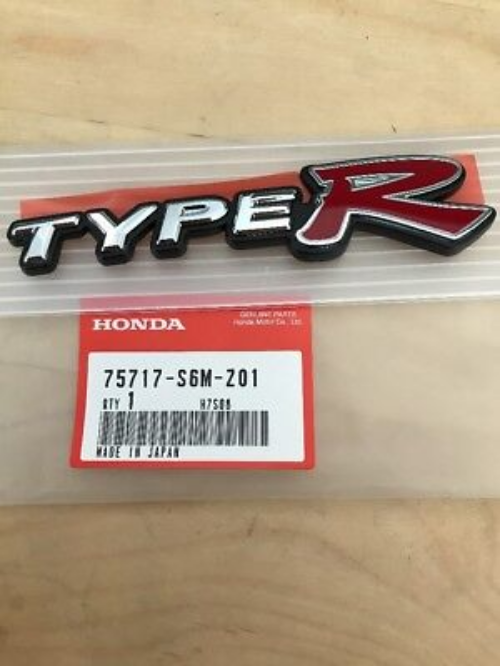 TYPE R
HONDA
GENUINE PARTS
Honda Motor Co., Ltd.
75717-S6M-Z01
QTY 1 H7S08
MADE IN JAPAN